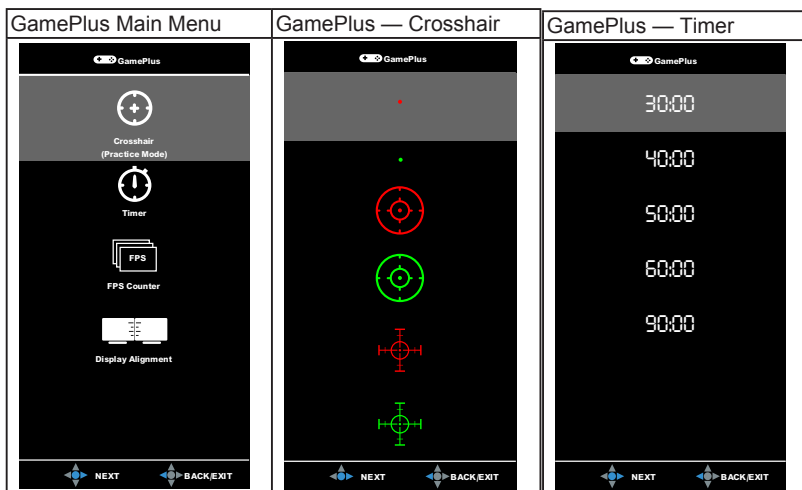 GamePlus Main Menu
GamePlus
Crosshair
(Practice Mode)
Timer
FPS
FPS Counter
Display Alignment
NEXT BACK/EXIT
GamePlus — Crosshair
GamePlus
NEXT BACK/EXIT
GamePlus — Timer
GamePlus
30:00
40:00
50:00
60:00
90:00
NEXT BACK/EXIT